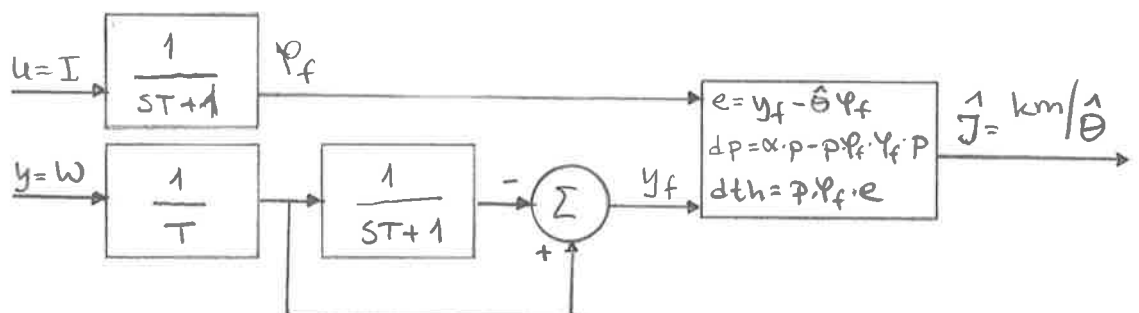 u=I
1
ST+1
φf
e=yf-θ̂φf
dp=α·p-p·φf·φf·p
dth=p·φf·e
Ĵ=km/θ̂
y=ω
1
T
1
ST+1
-
Σ
+
yf